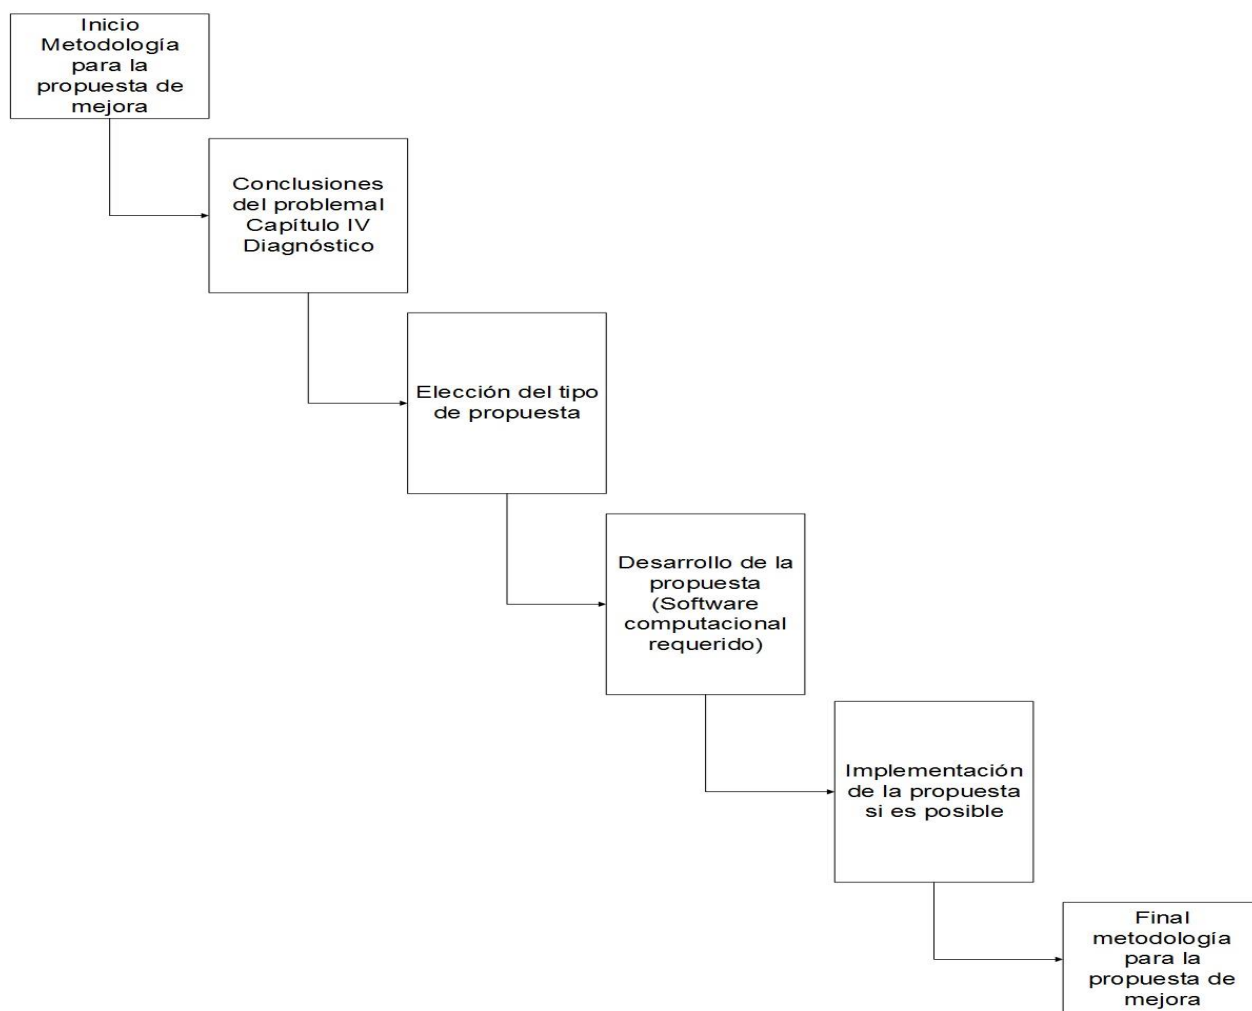 Inicio
Metodología
para la
propuesta de
mejora
Conclusiones
del problemal
Capítulo IV
Diagnóstico
Elección del tipo
de propuesta
Desarrollo de la
propuesta
(Software
computacional
requerido)
Implementación
de la propuesta
si es posible
Final
metodología
para la
propuesta de
mejora